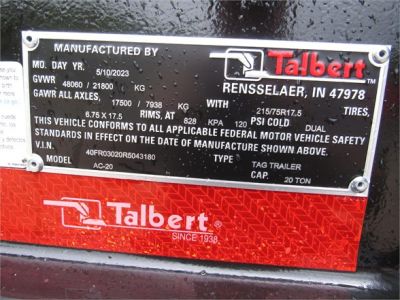 MANUFACTURED BY Talbert®
MO. DAY YR. 5/10/2023 RENSSELAER, IN 47978
GVWR 48060 / 21800 KG
GAWR ALL AXLES, 17500 / 7938 KG WITH 215/75R17.5 TIRES,
6.75 X 17.5 RIMS, AT 828 KPA 120 PSI COLD DUAL
THIS VEHICLE CONFORMS TO ALL APPLICABLE FEDERAL MOTOR VEHICLE SAFETY
STANDARDS IN EFFECT ON THE DATE OF MANUFACTURE SHOWN ABOVE.
V.I.N. 40FR03020R5043180 TYPE TAG TRAILER
MODEL AC-20 CAP. 20 TON
Talbert®
SINCE 1938